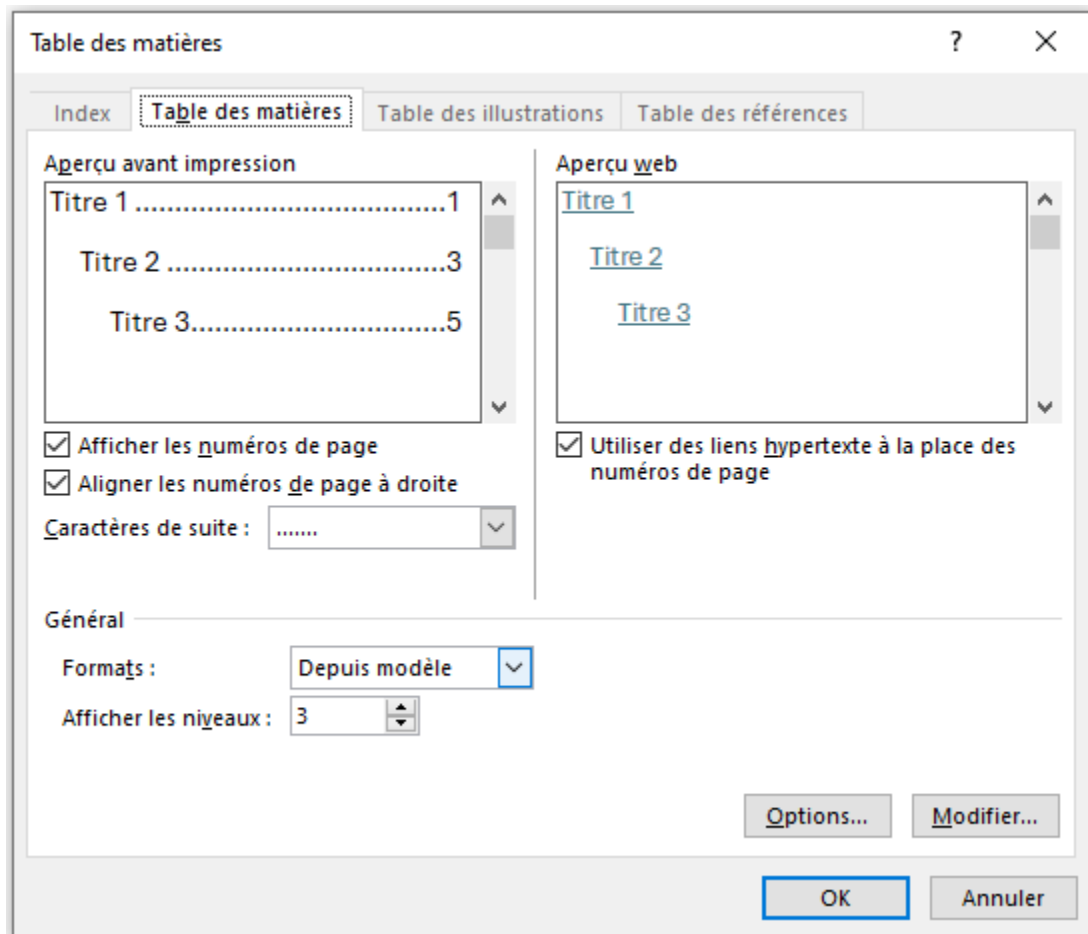 Table des matières
Index
Table des matières
Table des illustrations
Table des références
Aperçu avant impression
Titre 1.......................................1
Titre 2...................................3
Titre 3................................5
Aperçu web
Titre 1
Titre 2
Titre 3
Afficher les numéros de page
Aligner les numéros de page à droite
Caractères de suite : .......
Utiliser des liens hypertexte à la place des
numéros de page
Général
Formats : Depuis modèle
Afficher les niveaux : 3
Options...
Modifier...
OK
Annuler